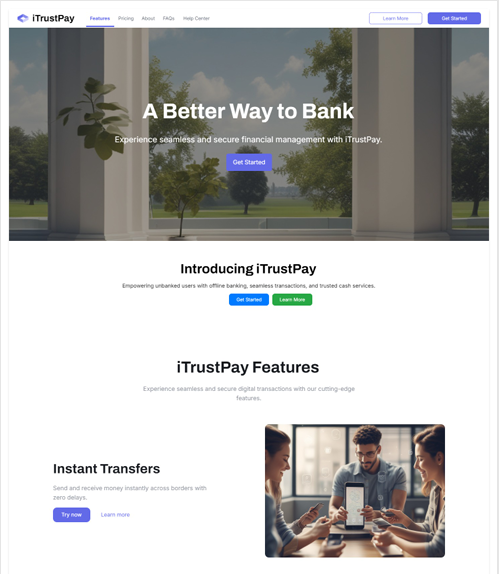 iTrustPay
Features Pricing About FAQs Help Center
Learn More
Get Started
A Better Way to Bank
Experience seamless and secure financial management with iTrustPay.
Get Started
Introducing iTrustPay
Empowering unbanked users with offline banking, seamless transactions, and trusted cash services.
Get Started
Learn More
iTrustPay Features
Experience seamless and secure digital transactions with our cutting-edge
features.
Instant Transfers
Send and receive money instantly across borders with
zero delays.
Try now
Learn more